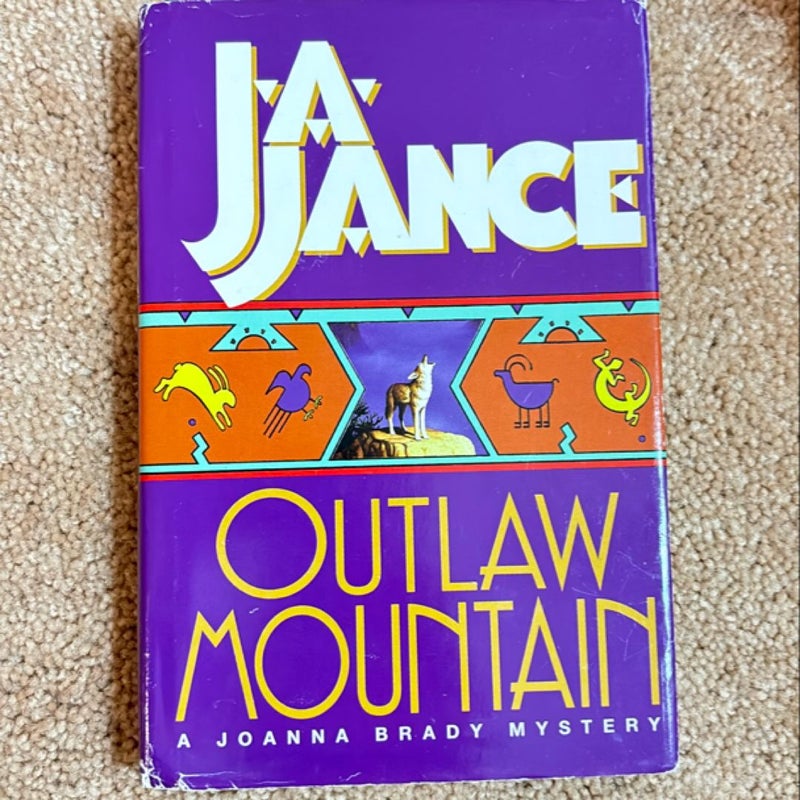 J.A.
JANCE
OUTLAW
MOUNTAIN
A JOANNA BRADY MYSTERY